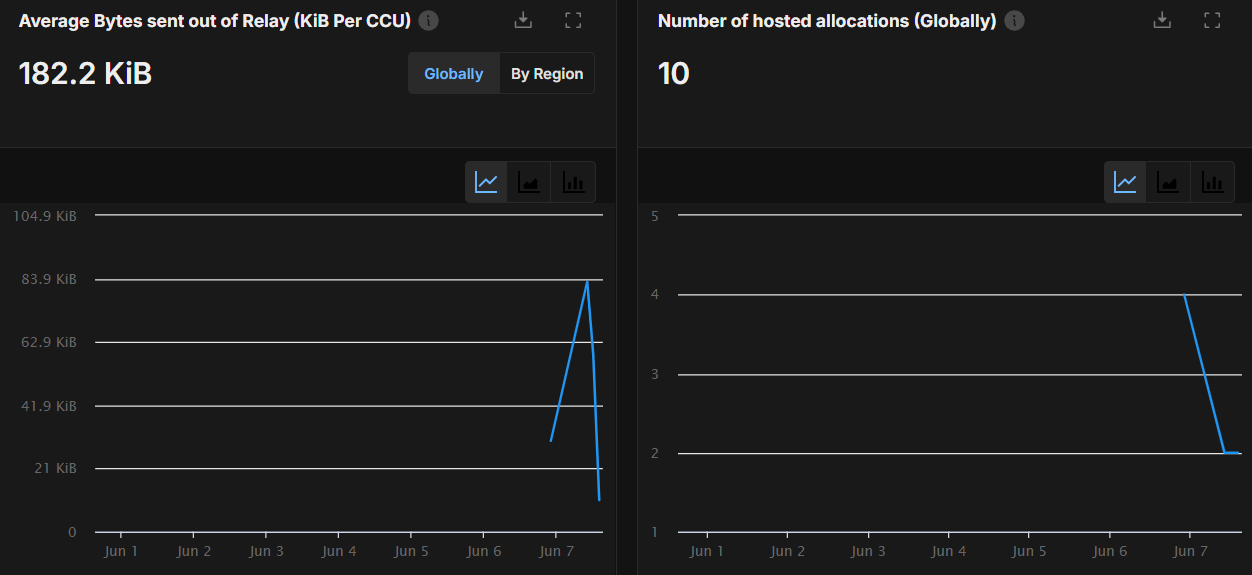 Average Bytes sent out of Relay (KiB Per CCU)
182.2 KiB
Globally
By Region
104.9 KiB
83.9 KiB
62.9 KiB
41.9 KiB
21 KiB
0
Jun 1 Jun 2 Jun 3 Jun 4 Jun 5 Jun 6 Jun 7
Number of hosted allocations (Globally)
10
5
4
3
2
1
Jun 1 Jun 2 Jun 3 Jun 4 Jun 5 Jun 6 Jun 7